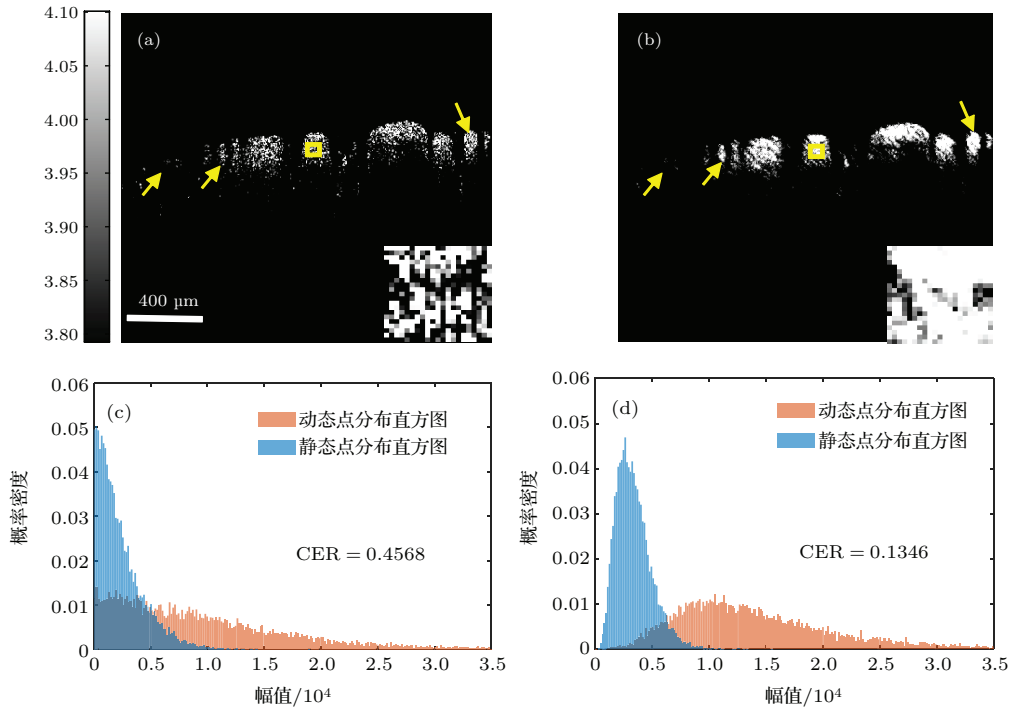 4.10
4.05
4.00
3.95
3.90
3.85
3.80
(a)
400 µm
(b)
0.06
0.05
0.04
0.03
0.02
0.01
0
(c)
动态点分布直方图
静态点分布直方图
CER = 0.4568
概率密度
0
0.5
1.0
1.5
2.0
2.5
3.0
3.5
幅值/10⁴
0.06
0.05
0.04
0.03
0.02
0.01
0
(d)
动态点分布直方图
静态点分布直方图
CER = 0.1346
概率密度
0
0.5
1.0
1.5
2.0
2.5
3.0
3.5
幅值/10⁴